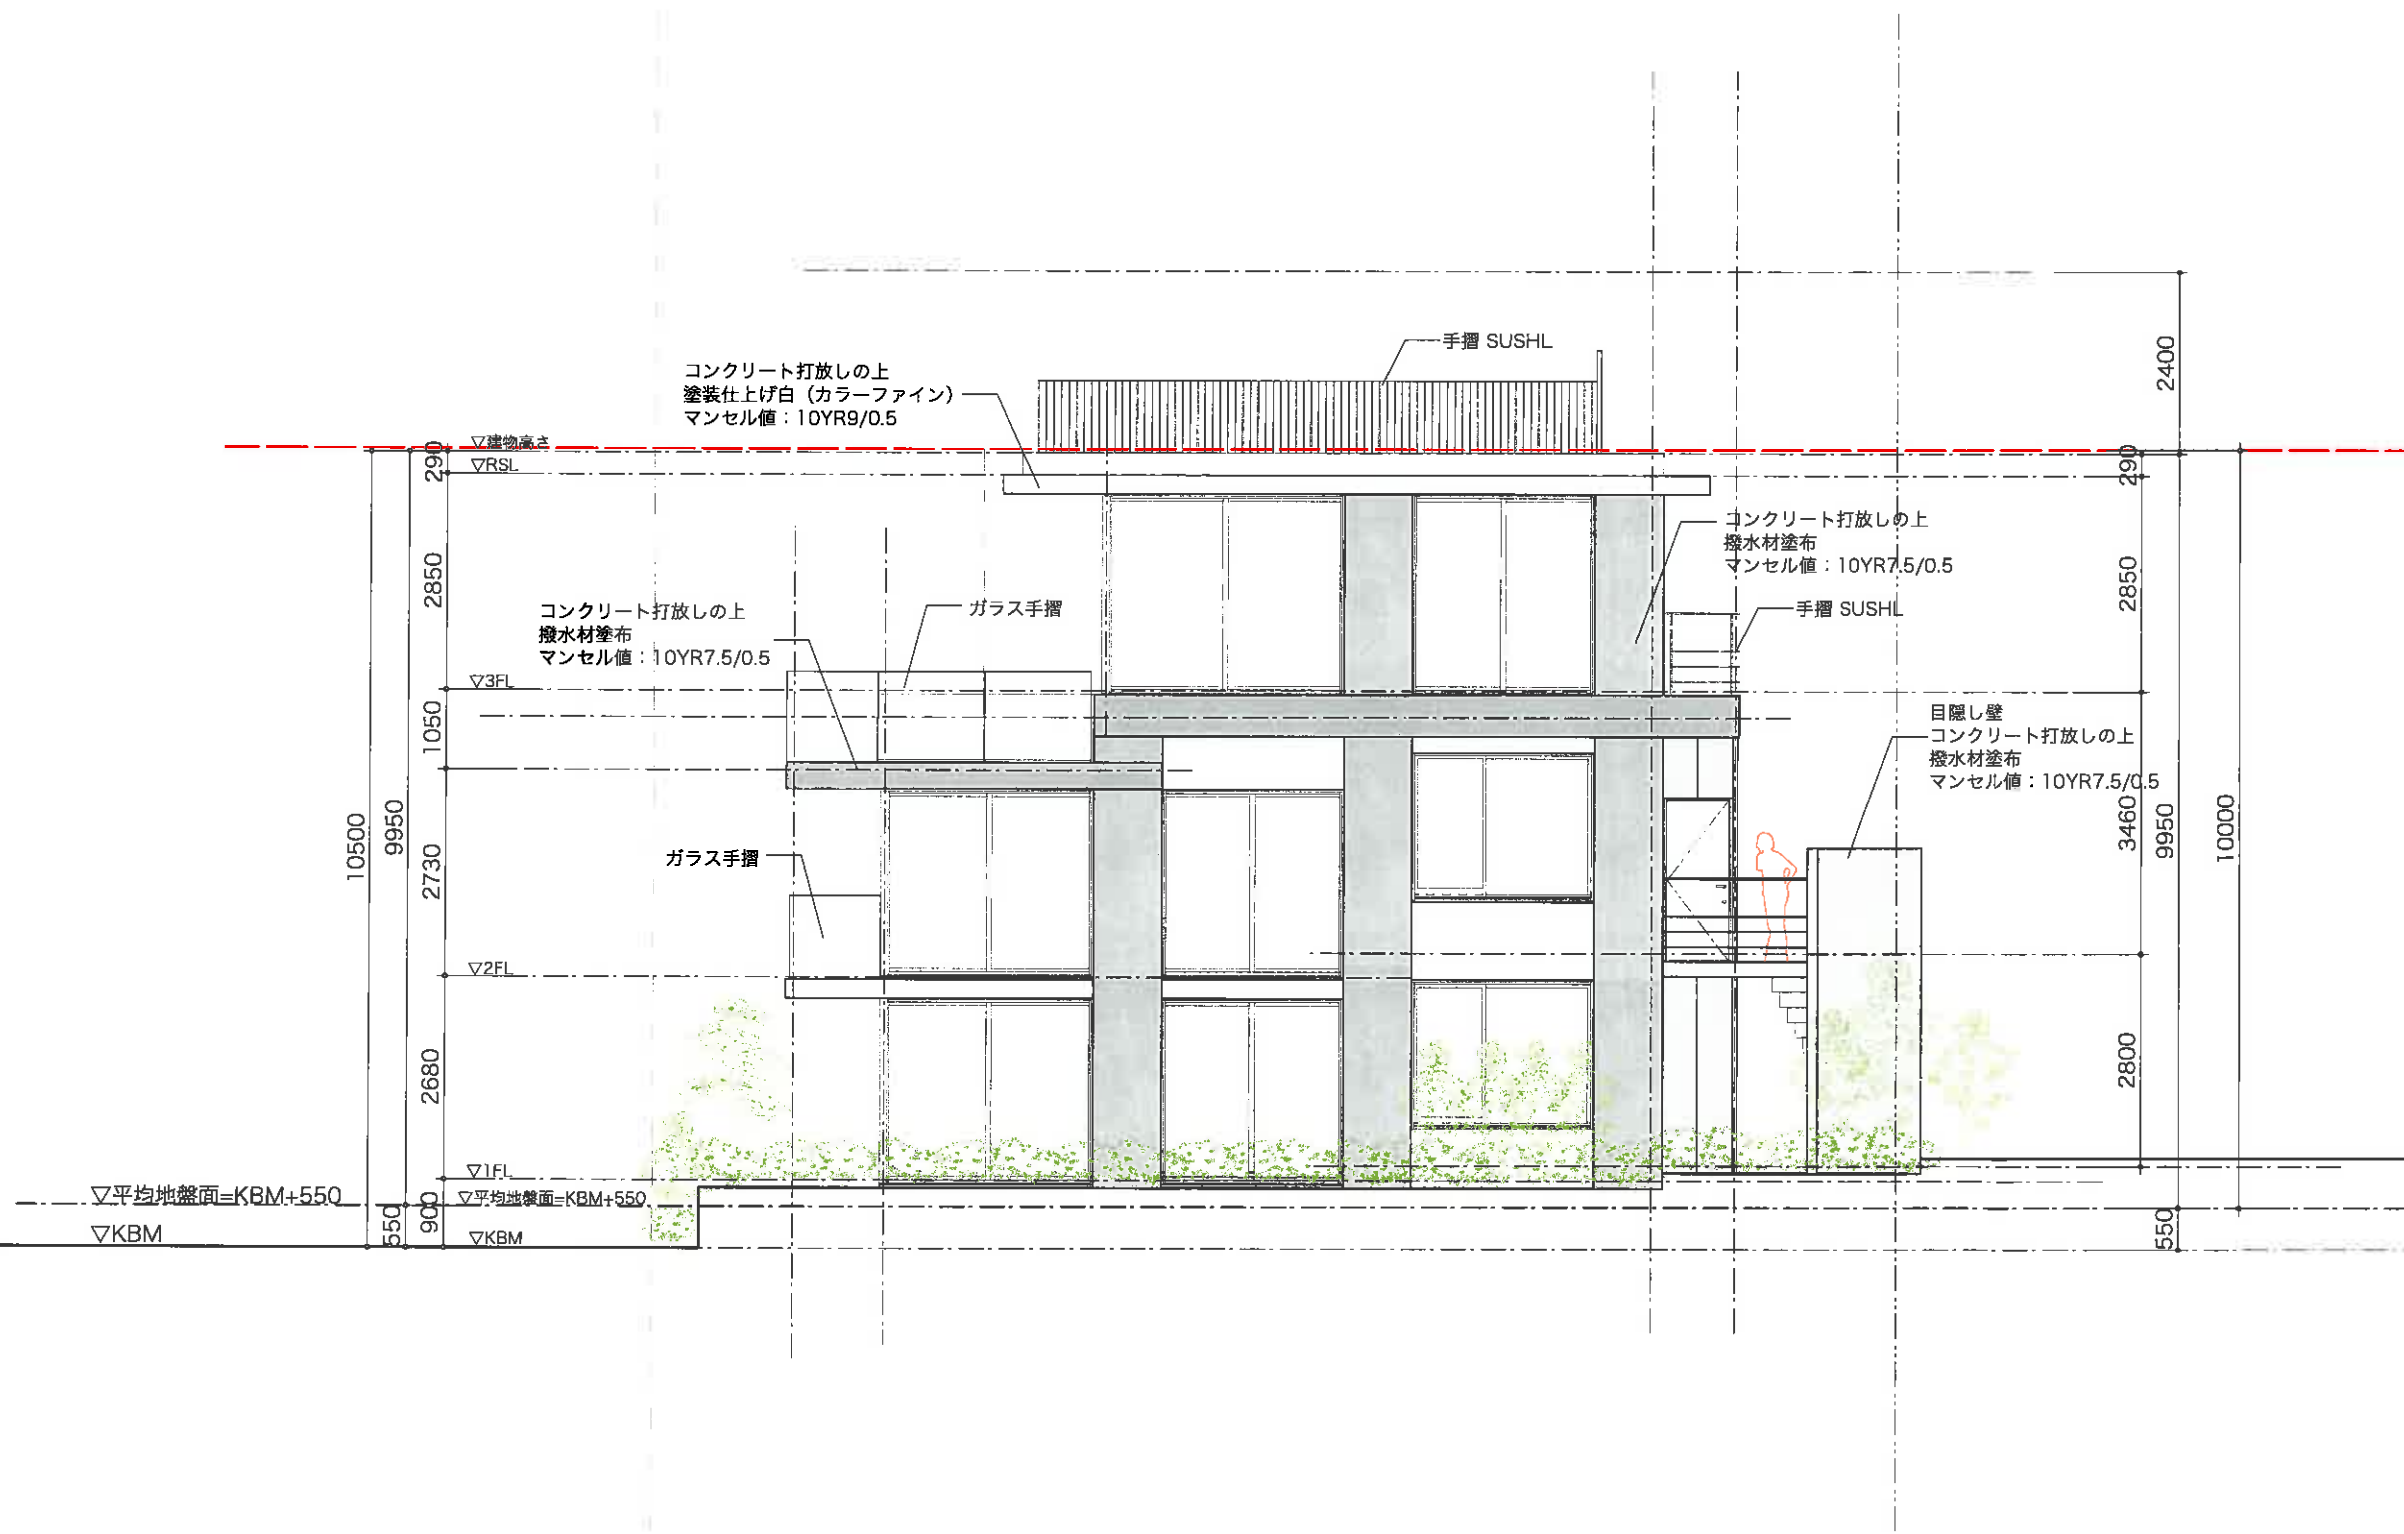 手摺 SUSHL
2400
コンクリート打放しの上
塗装仕上げ白（カラーファイン）
マンセル値：10YR9/0.5
▽建物高さ
290
▽RSL
290
コンクリート打放しの上
撥水材塗布
マンセル値：10YR7.5/0.5
2850
2850
コンクリート打放しの上
撥水材塗布
マンセル値：10YR7.5/0.5
ガラス手摺
手摺 SUSHL
▽3FL
1050
目隠し壁
コンクリート打放しの上
撥水材塗布
マンセル値：10YR7.5/0.5
10500
9950
2730
ガラス手摺
3460
9950
10000
▽2FL
2680
2800
▽1FL
▽平均地盤面=KBM+550
▽平均地盤面=KBM+550
550
900
550
▽KBM
▽KBM